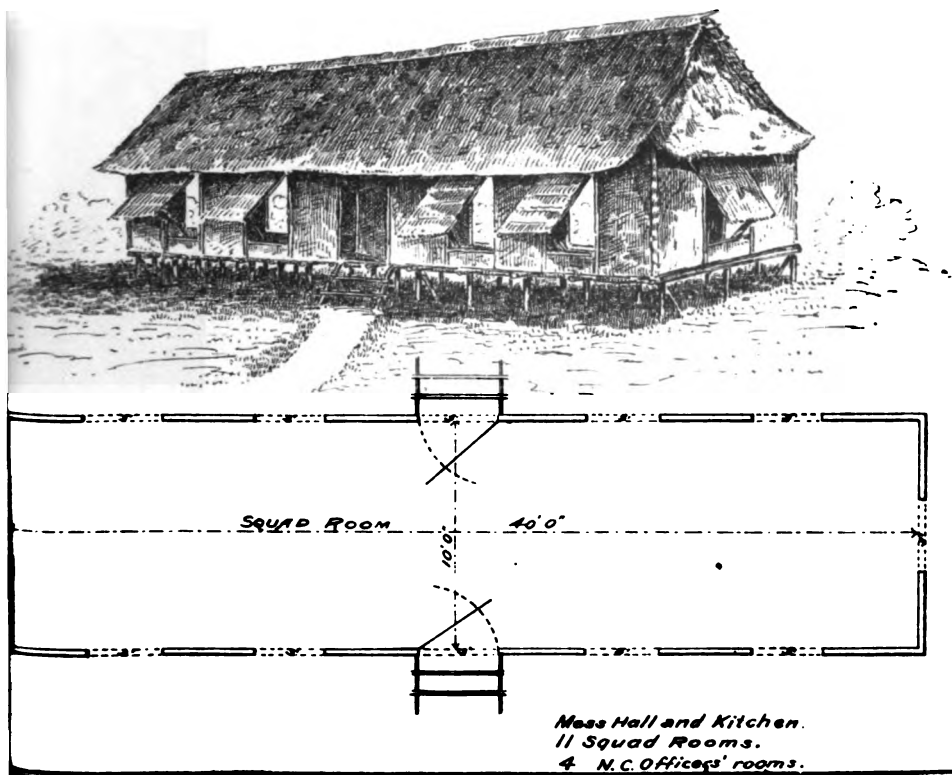 SQUAD ROOM 40'0"
10'0"
Mess Hall and Kitchen.
11 Squad Rooms.
4 N.C. Officers' rooms.